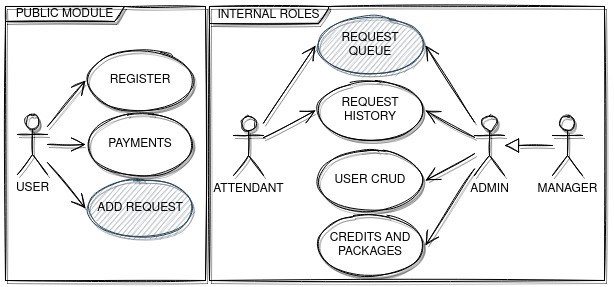 PUBLIC MODULE
REGISTER
PAYMENTS
ADD REQUEST
USER
INTERNAL ROLES
REQUEST
QUEUE
REQUEST
HISTORY
USER CRUD
CREDITS AND
PACKAGES
ATTENDANT
ADMIN
MANAGER